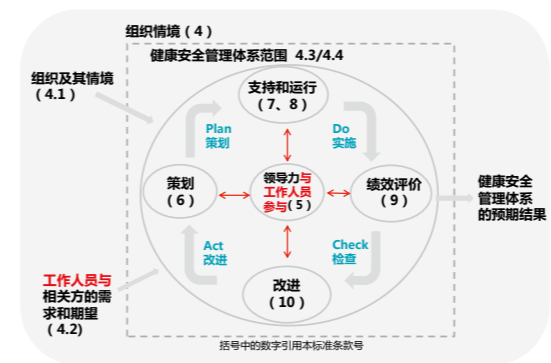 组织情境（4）
健康安全管理体系范围 4.3/4.4
组织及其情境
（4.1）
支持和运行
（7、8）
Plan
策划
Do
实施
策划
（6）
领导力与
工作人员
参与（5）
绩效评价
（9）
健康安全
管理体系
的预期结果
Act
改进
Check
检查
工作人员与
相关方的需
求和期望
（4.2)
改进
（10）
括号中的数字引用本标准条款号